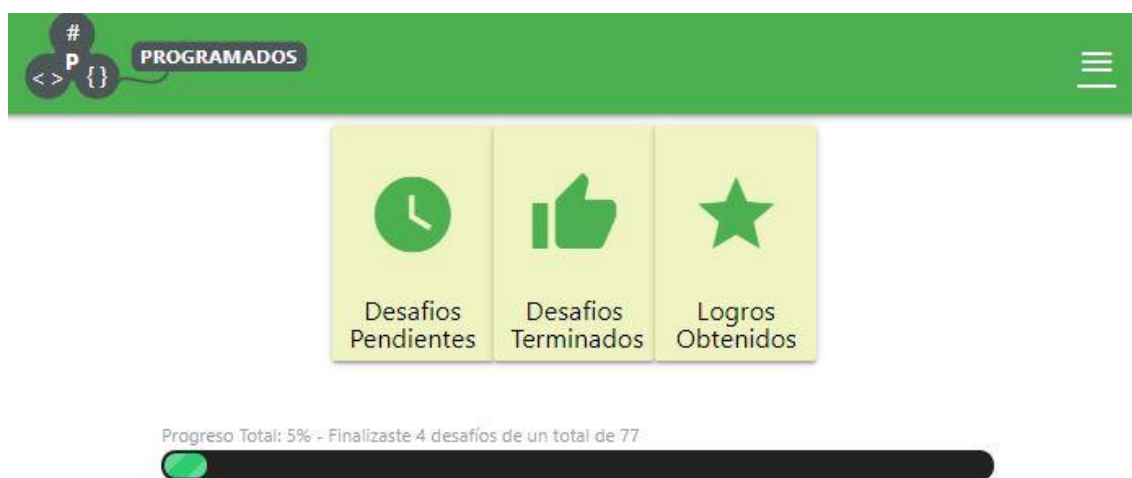 #
P
< > { }
PROGRAMADOS
Desafios
Pendientes
Desafios
Terminados
Logros
Obtenidos
Progreso Total: 5% - Finalizaste 4 desafíos de un total de 77